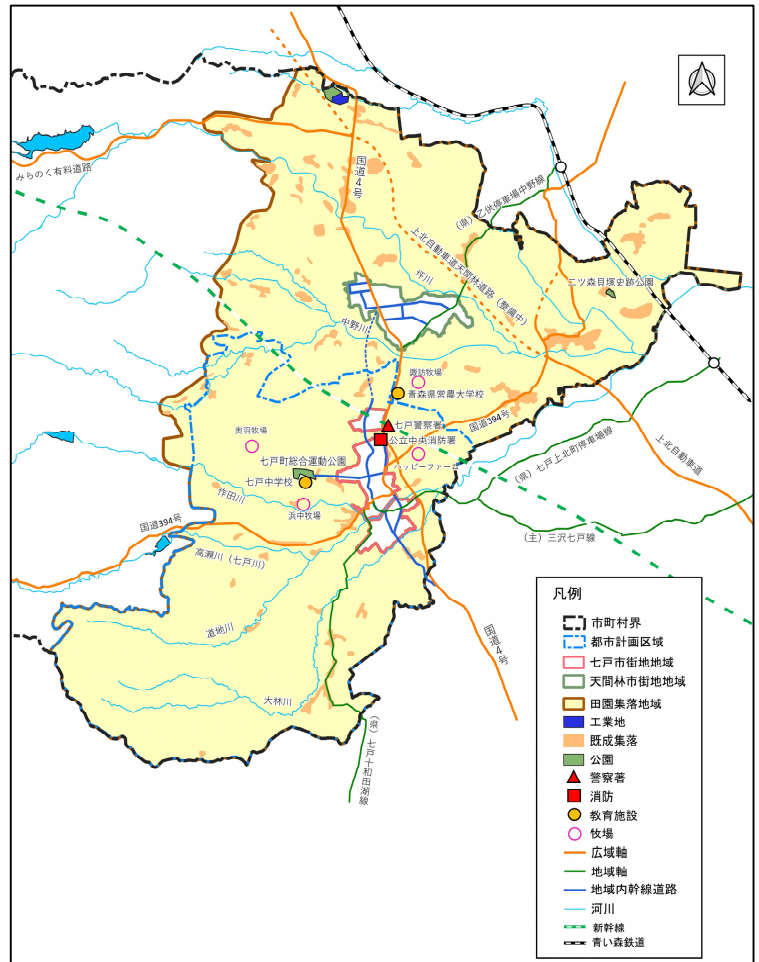 みちのく有料道路
国道4号
(県)乙供停車場中野線
上北自動車道天間林道路(整備中)
坪川
二ツ森貝塚史跡公園
中野川
諏訪牧場
青森県営農大学校
国道394号
七戸警察署
公立中央消防署
奥羽牧場
ハッピーファーム
七戸町総合運動公園
七戸中学校
作田川
浜中牧場
(県)七戸上北町停車場線
上北自動車道
国道394号
(主)三沢七戸線
高瀬川(七戸川)
道地川
国道4号
大林川
(県)七戸十和田湖線
凡例
市町村界
都市計画区域
七戸市街地地域
天間林市街地地域
田園集落地域
工業地
既成集落
公園
警察署
消防
教育施設
牧場
広域軸
地域軸
地域内幹線道路
河川
新幹線
青い森鉄道